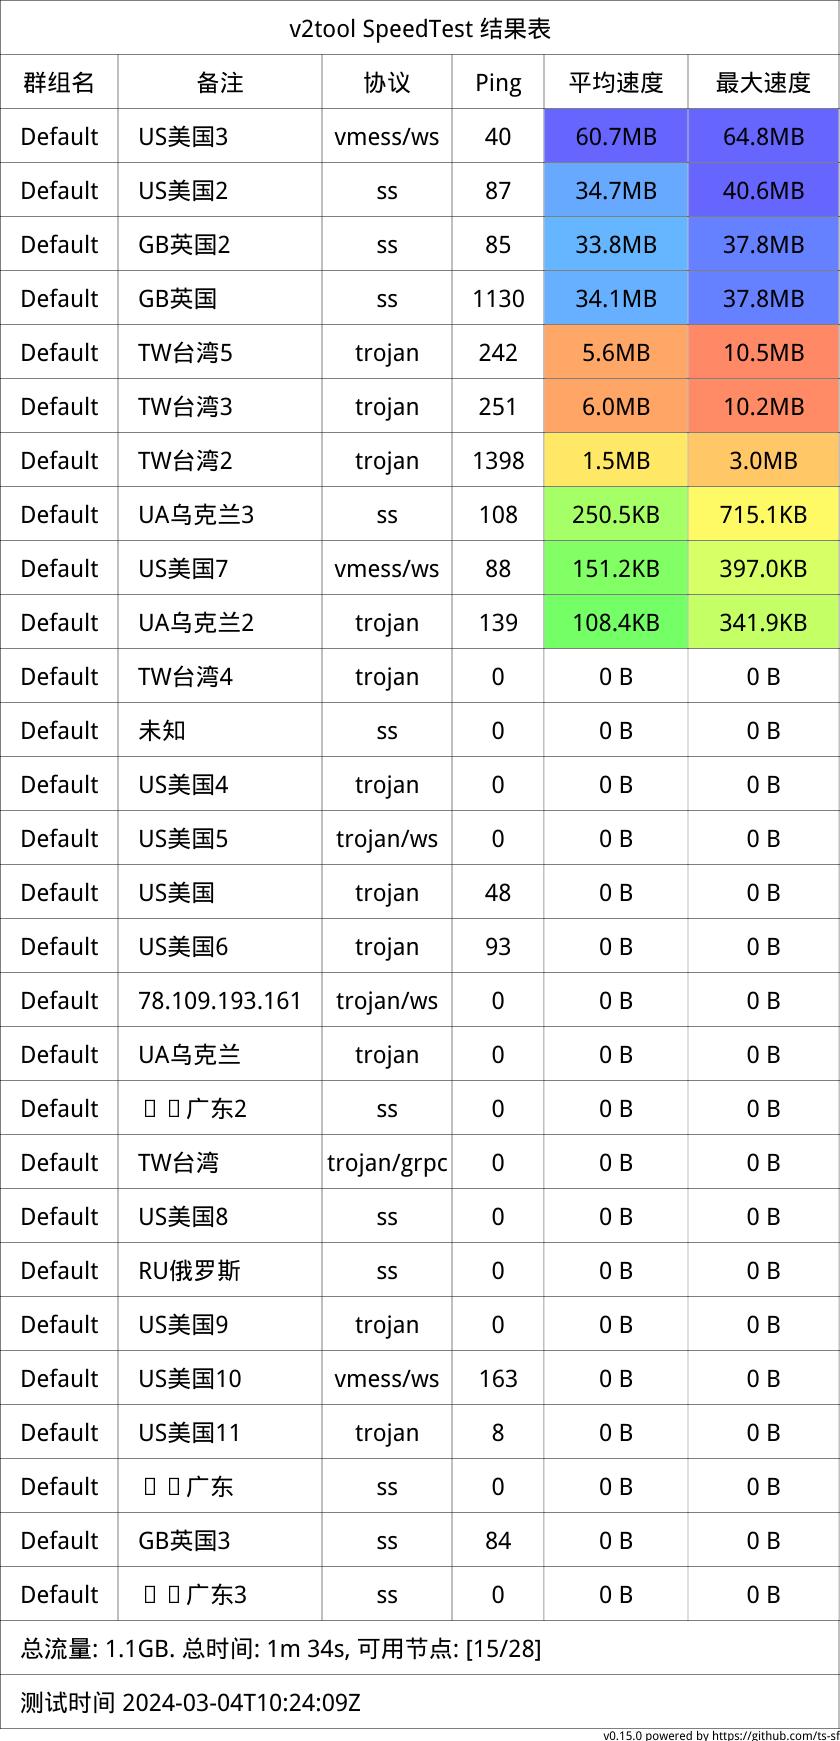 v2tool SpeedTest 结果表
群组名 备注 协议 Ping 平均速度 最大速度
Default US美国3 vmess/ws 40 60.7MB 64.8MB
Default US美国2 ss 87 34.7MB 40.6MB
Default GB英国2 ss 85 33.8MB 37.8MB
Default GB英国 ss 1130 34.1MB 37.8MB
Default TW台湾5 trojan 242 5.6MB 10.5MB
Default TW台湾3 trojan 251 6.0MB 10.2MB
Default TW台湾2 trojan 1398 1.5MB 3.0MB
Default UA乌克兰3 ss 108 250.5KB 715.1KB
Default US美国7 vmess/ws 88 151.2KB 397.0KB
Default UA乌克兰2 trojan 139 108.4KB 341.9KB
Default TW台湾4 trojan 0 0 B 0 B
Default 未知 ss 0 0 B 0 B
Default US美国4 trojan 0 0 B 0 B
Default US美国5 trojan/ws 0 0 B 0 B
Default US美国 trojan 48 0 B 0 B
Default US美国6 trojan 93 0 B 0 B
Default 78.109.193.161 trojan/ws 0 0 B 0 B
Default UA乌克兰 trojan 0 0 B 0 B
Default 广东2 ss 0 0 B 0 B
Default TW台湾 trojan/grpc 0 0 B 0 B
Default US美国8 ss 0 0 B 0 B
Default RU俄罗斯 ss 0 0 B 0 B
Default US美国9 trojan 0 0 B 0 B
Default US美国10 vmess/ws 163 0 B 0 B
Default US美国11 trojan 8 0 B 0 B
Default 广东 ss 0 0 B 0 B
Default GB英国3 ss 84 0 B 0 B
Default 广东3 ss 0 0 B 0 B
总流量: 1.1GB. 总时间: 1m 34s, 可用节点: [15/28]
测试时间 2024-03-04T10:24:09Z
v0.15.0 powered by https://github.com/ts-sf